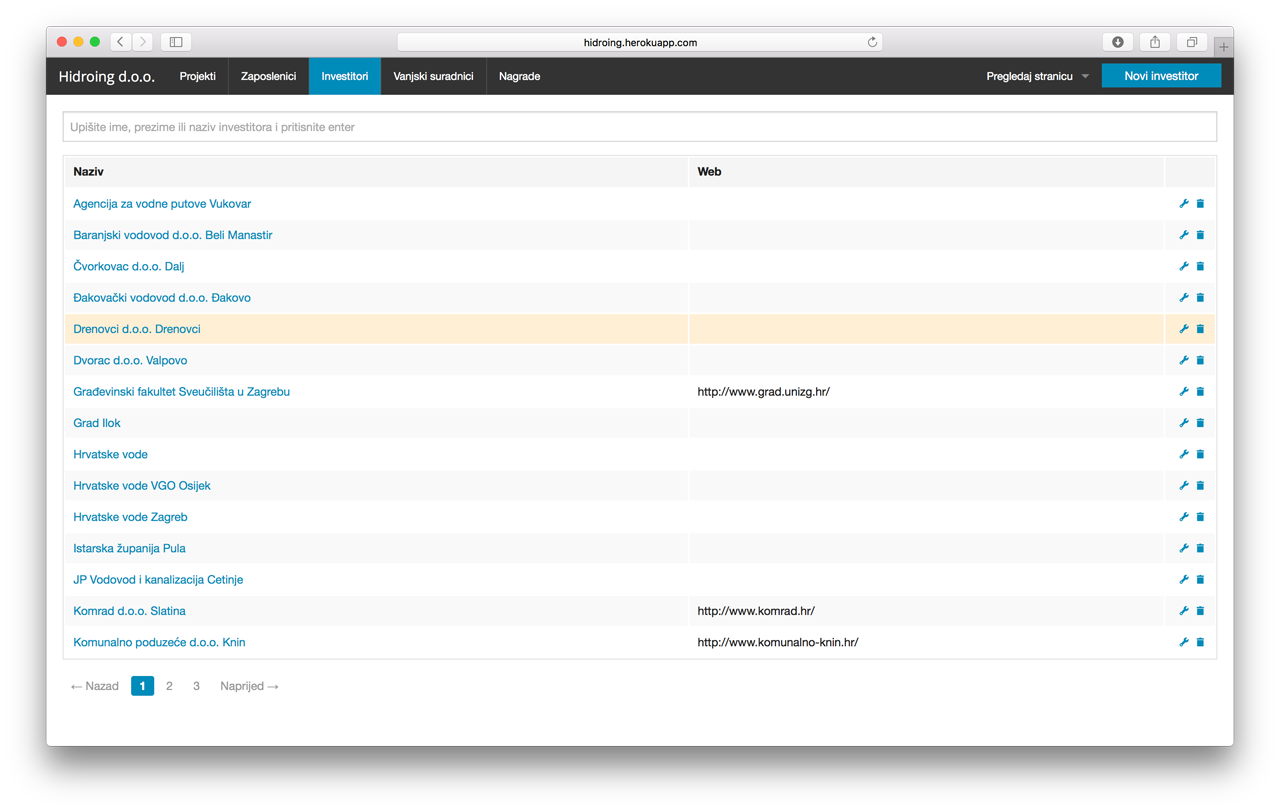 hidroing.herokuapp.com
Hidroing d.o.o. Projekti Zaposlenici Investitori Vanjski suradnici Nagrade Pregledaj stranicu Novi investitor
Upišite ime, prezime ili naziv investitora i pritisnite enter
Naziv Web
Agencija za vodne putove Vukovar
Baranjski vodovod d.o.o. Beli Manastir
Čvorkovac d.o.o. Dalj
Đakovački vodovod d.o.o. Đakovo
Drenovci d.o.o. Drenovci
Dvorac d.o.o. Valpovo
Građevinski fakultet Sveučilišta u Zagrebu http://www.grad.unizg.hr/
Grad Ilok
Hrvatske vode
Hrvatske vode VGO Osijek
Hrvatske vode Zagreb
Istarska županija Pula
JP Vodovod i kanalizacija Cetinje
Komrad d.o.o. Slatina http://www.komrad.hr/
Komunalno poduzeće d.o.o. Knin http://www.komunalno-knin.hr/
← Nazad 1 2 3 Naprijed →